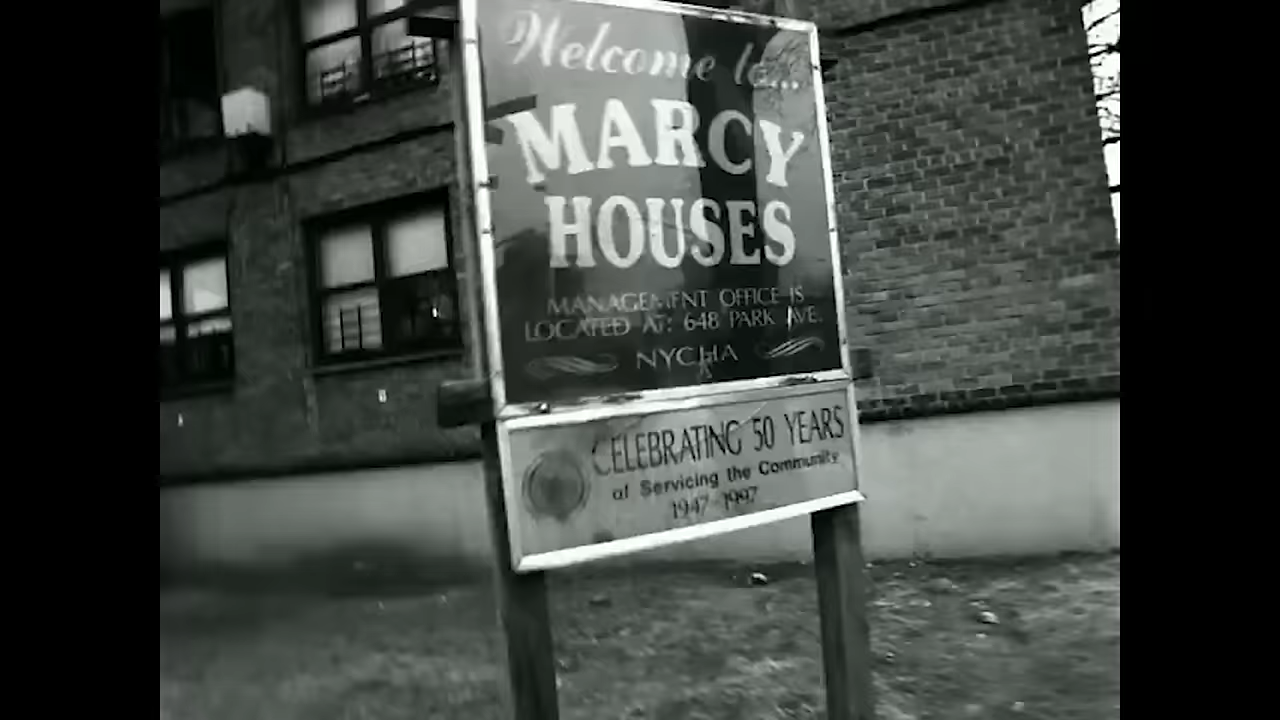 Welcome to...
MARCY
HOUSES
MANAGEMENT OFFICE IS
LOCATED AT: 648 PARK AVE.
NYCHA
CELEBRATING 50 YEARS
of Servicing the Community
1947-1997